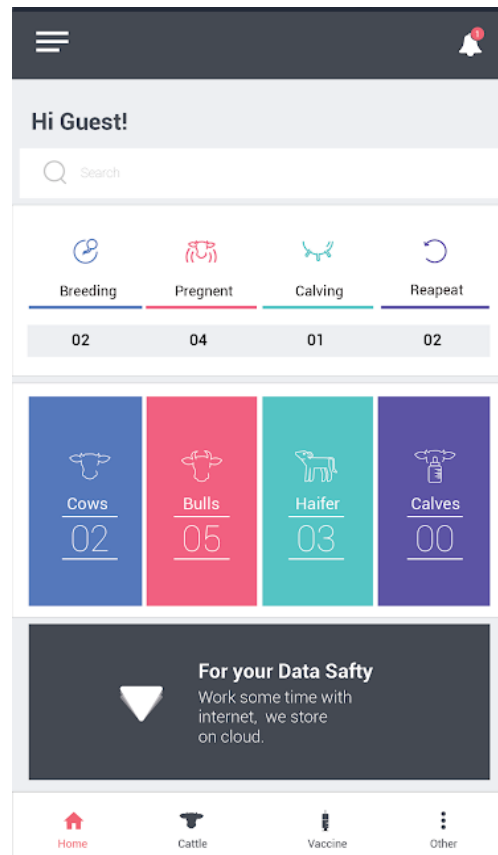 1
Hi Guest!
Search
Breeding Pregnent Calving Reapeat
02 04 01 02
Cows Bulls Haifer Calves
02 05 03 00
For your Data Safty
Work some time with
internet, we store
on cloud.
Home Cattle Vaccine Other